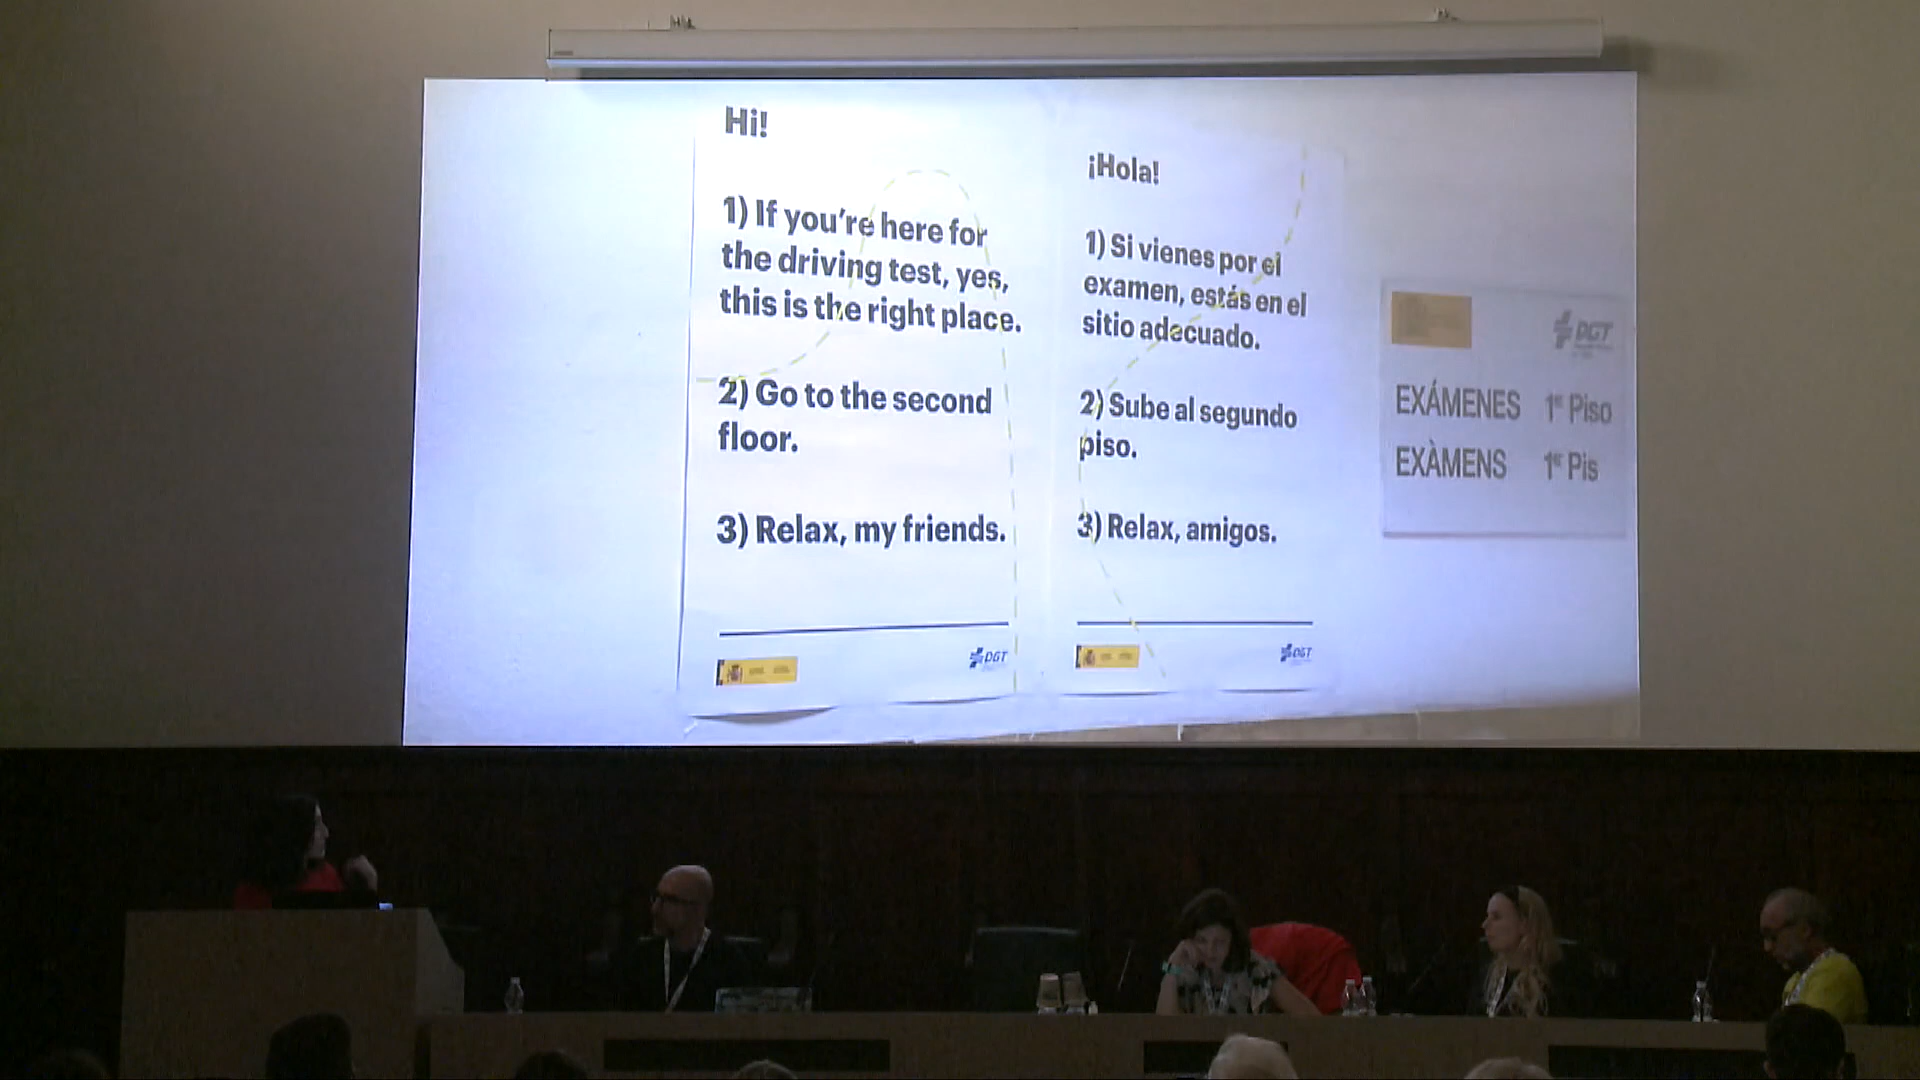 Hi!
1) If you're here for
the driving test, yes,
this is the right place.
2) Go to the second
floor.
3) Relax, my friends.
DGT
¡Hola!
1) Si vienes por el
examen, estás en el
sitio adecuado.
2) Sube al segundo
piso.
3) Relax, amigos.
DGT
DGT
EXÁMENES 1er Piso
EXÀMENS 1er Pis